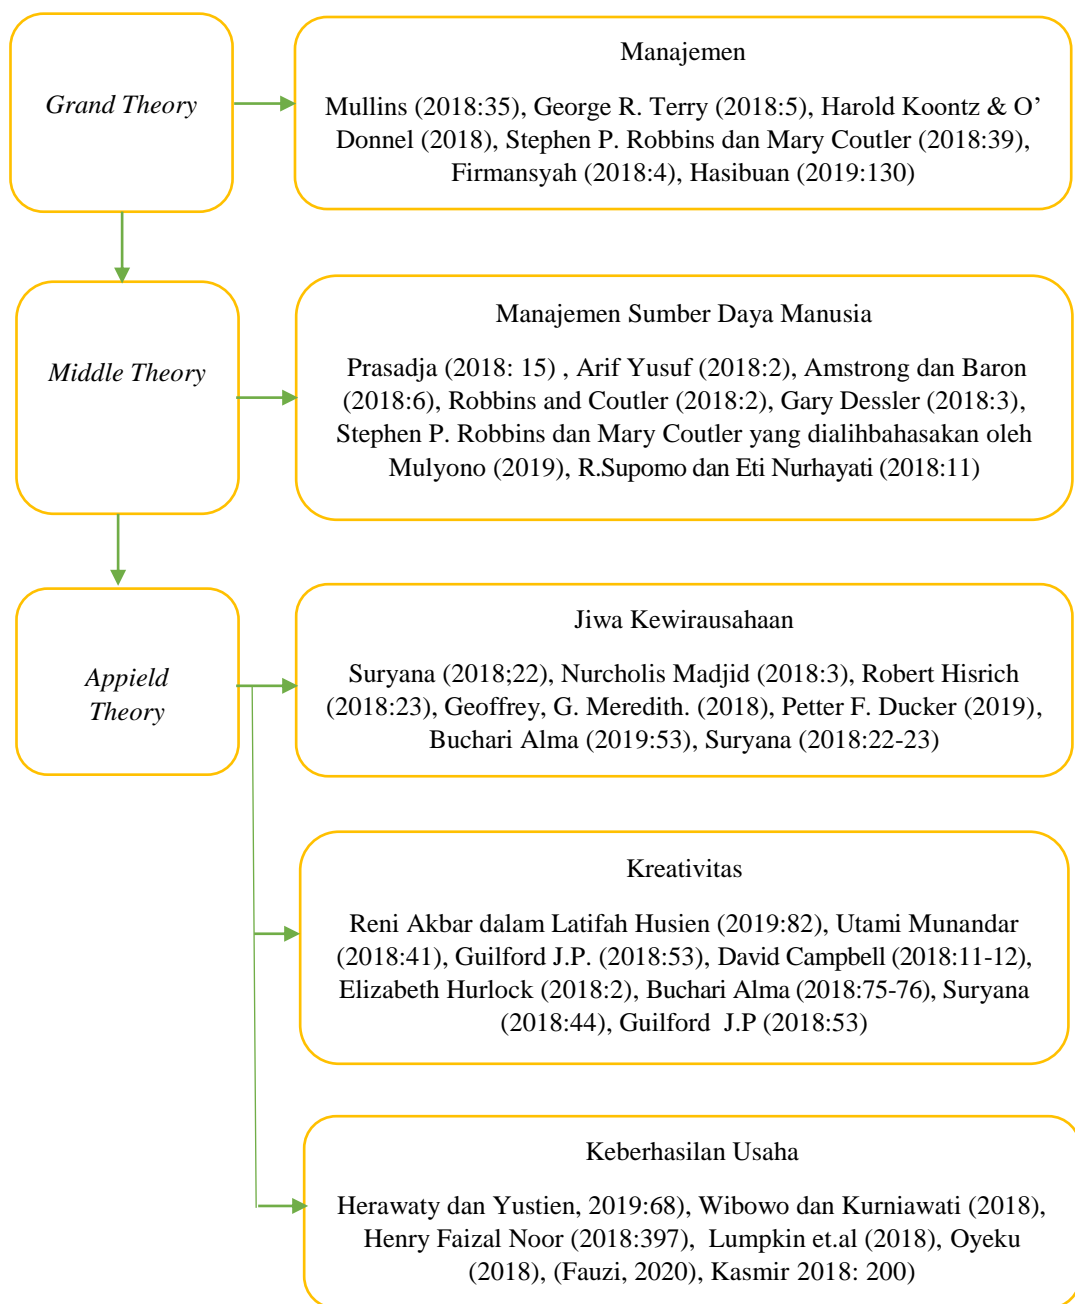 Grand Theory
Manajemen
Mullins (2018:35), George R. Terry (2018:5), Harold Koontz & O’
Donnel (2018), Stephen P. Robbins dan Mary Coutler (2018:39),
Firmansyah (2018:4), Hasibuan (2019:130)
Middle Theory
Manajemen Sumber Daya Manusia
Prasadja (2018: 15) , Arif Yusuf (2018:2), Amstrong dan Baron
(2018:6), Robbins and Coutler (2018:2), Gary Dessler (2018:3),
Stephen P. Robbins dan Mary Coutler yang dialihbahasakan oleh
Mulyono (2019), R.Supomo dan Eti Nurhayati (2018:11)
Appield
Theory
Jiwa Kewirausahaan
Suryana (2018;22), Nurcholis Madjid (2018:3), Robert Hisrich
(2018:23), Geoffrey, G. Meredith. (2018), Petter F. Ducker (2019),
Buchari Alma (2019:53), Suryana (2018:22-23)
Kreativitas
Reni Akbar dalam Latifah Husien (2019:82), Utami Munandar
(2018:41), Guilford J.P. (2018:53), David Campbell (2018:11-12),
Elizabeth Hurlock (2018:2), Buchari Alma (2018:75-76), Suryana
(2018:44), Guilford J.P (2018:53)
Keberhasilan Usaha
Herawaty dan Yustien, 2019:68), Wibowo dan Kurniawati (2018),
Henry Faizal Noor (2018:397), Lumpkin et.al (2018), Oyeku
(2018), (Fauzi, 2020), Kasmir 2018: 200)